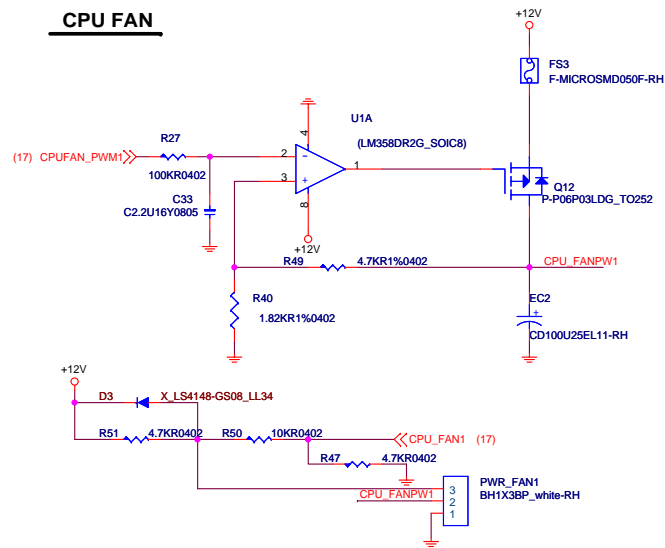 CPU FAN
+12V
FS3
F-MICROSMD050F-RH
U1A
(LM358DR2G_SOIC8)
4
R27
(17) CPUFAN_PWM1
2
1
3
100KR0402
Q12
P-P06P03LDG_TO252
C33
C2.2U16Y0805
8
+12V
R49 4.7KR1%0402
CPU_FANPW1
R40
1.82KR1%0402
EC2
+
CD100U25EL11-RH
+12V
D3 X_LS4148-GS08_LL34
R51 4.7KR0402 R50 10KR0402 CPU_FAN1 (17)
R47 4.7KR0402
PWR_FAN1
BH1X3BP_white-RH
CPU_FANPW1
3
2
1